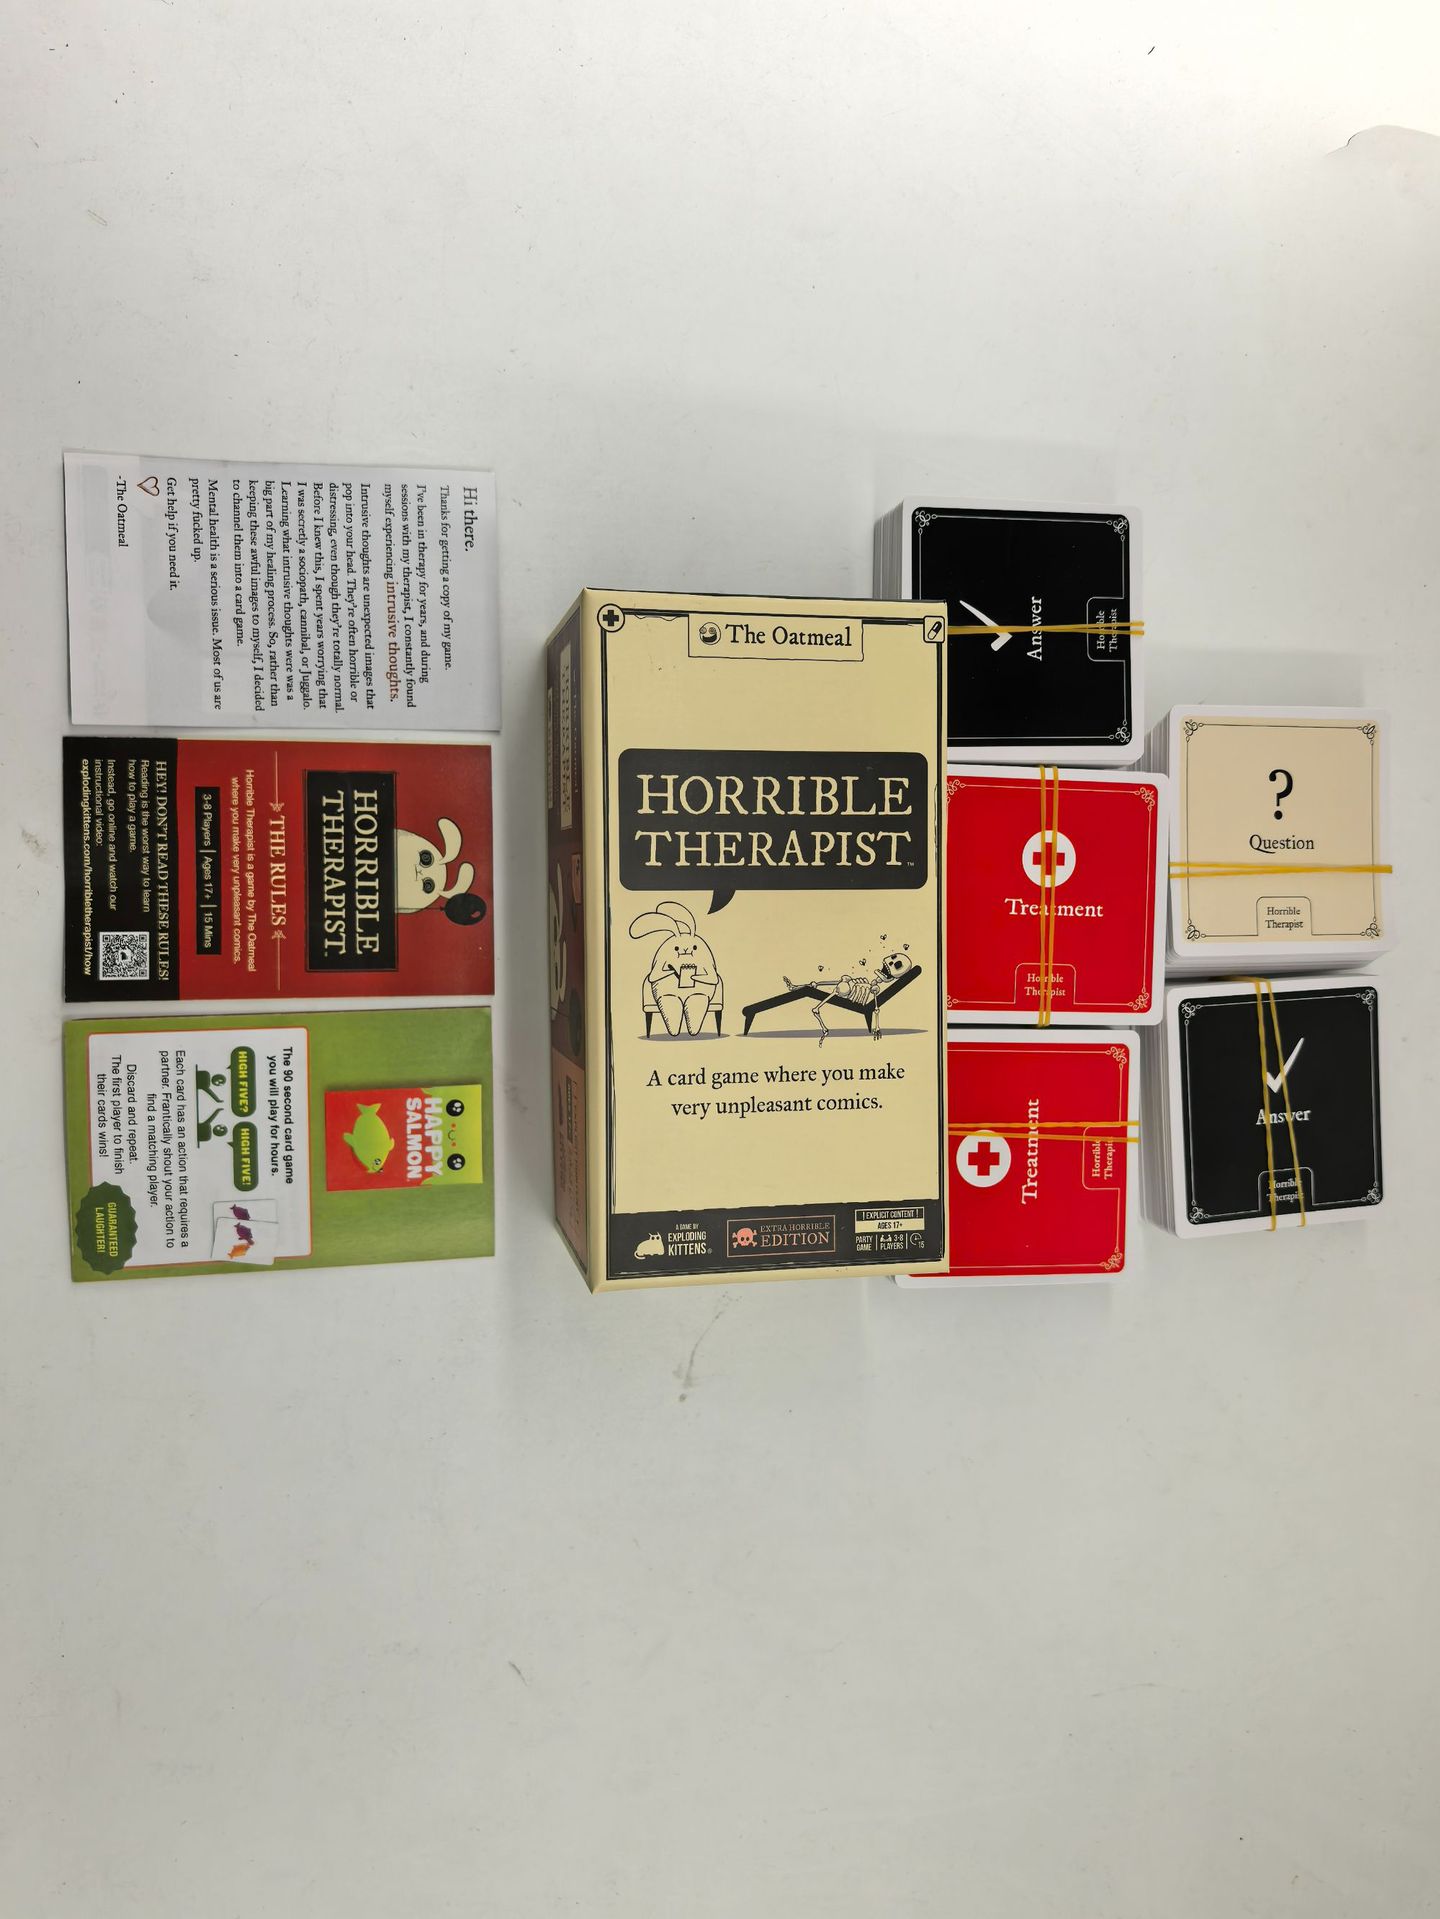 Hi there.
Thanks for getting a copy of my game.
I've been in therapy for years, and during
sessions with my therapist, I constantly found
myself experiencing intrusive thoughts.
Intrusive thoughts are unexpected images that
pop into your head. They're often horrible or
distressing, even though they're totally normal.
Before I knew this, I spent years worrying that
I was secretly a sociopath, cannibal, or Juggalo.
Learning what intrusive thoughts were was a
big part of my healing process. So, rather than
keeping these awful images to myself, I decided
to channel them into a card game.
Mental health is a serious issue. Most of us are
pretty fucked up.
Get help if you need it.
-The Oatmeal
HORRIBLE
THERAPIST™
THE RULES
Horrible Therapist is a game by The Oatmeal
where you make very unpleasant comics.
3-8 Players | Ages 17+ | 15 Mins
HEY! DON'T READ THESE RULES!
Reading is the worst way to learn
how to play a game.
Instead, go online and watch our
instructional video:
explodingkittens.com/horribletherapist/how
HAPPY
SALMON
The 90 second card game
you will play for hours.
HIGH FIVE?
HIGH FIVE!
Each card has an action that requires a
partner. Frantically shout your action to
find a matching player.
Discard and repeat.
The first player to finish
their cards wins!
GUARANTEED
LAUGHTER!
The Oatmeal
HORRIBLE
THERAPIST™
A card game where you make
very unpleasant comics.
A GAME BY
EXPLODING
KITTENS®
EXTRA HORRIBLE
EDITION
! EXPLICIT CONTENT !
AGES 17+
PARTY
GAME
3-8
PLAYERS
15
Answer
Horrible
Therapist
Treatment
Horrible
Therapist
Treatment
Horrible
Therapist
?
Question
Horrible
Therapist
Answer
Horrible
Therapist